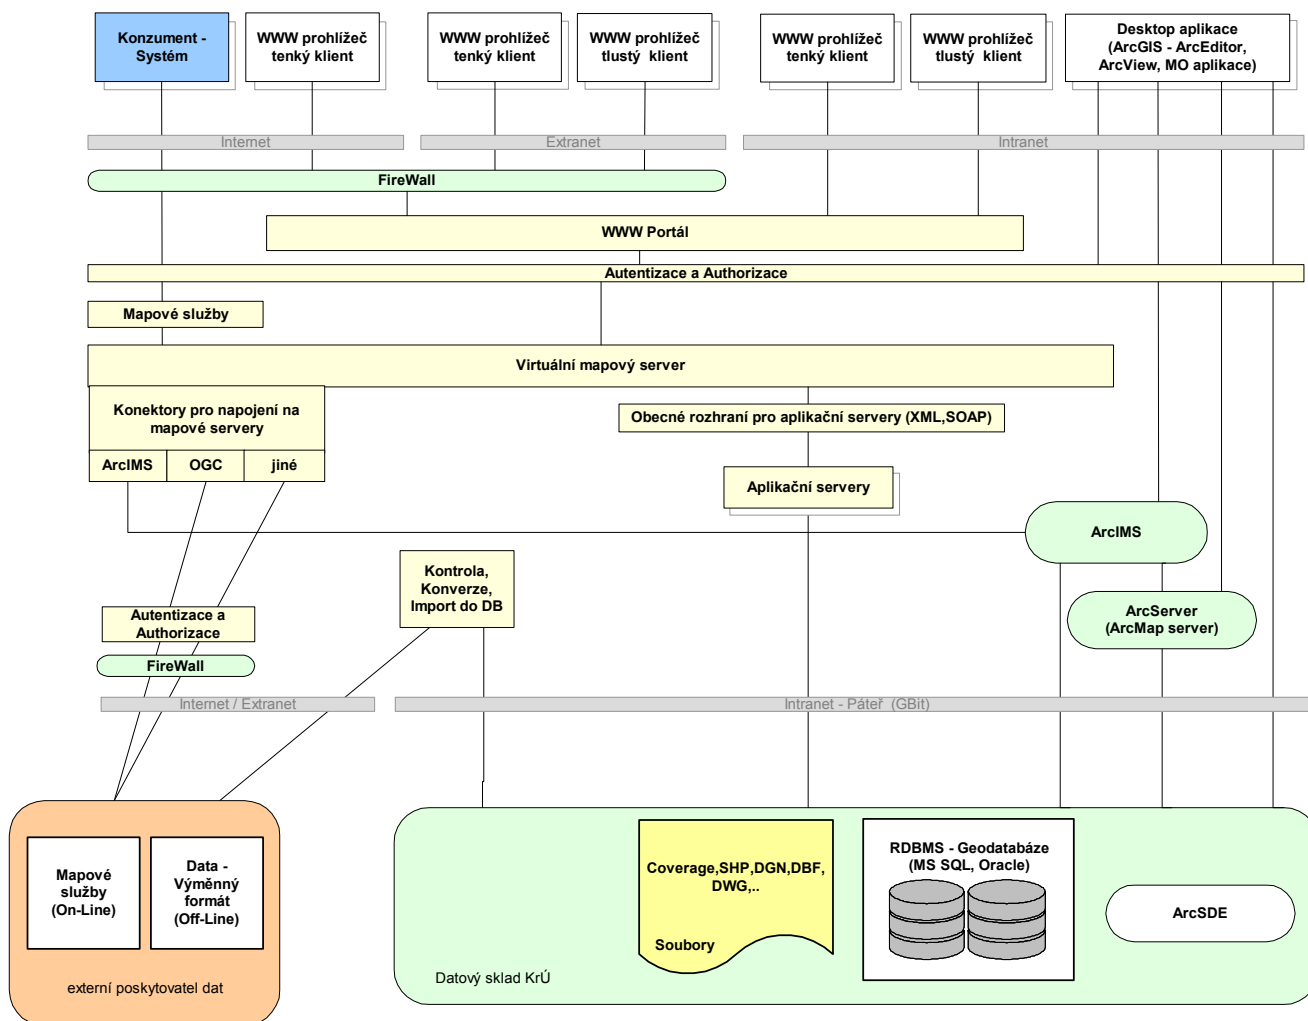 Konzument -
Systém
WWW prohlížeč
tenký klient
WWW prohlížeč
tenký klient
WWW prohlížeč
tlustý klient
WWW prohlížeč
tenký klient
WWW prohlížeč
tlustý klient
Desktop aplikace
(ArcGIS - ArcEditor,
ArcView, MO aplikace)
Internet
Extranet
Intranet
FireWall
WWW Portál
Autentizace a Authorizace
Mapové služby
Virtuální mapový server
Konektory pro napojení na
mapové servery
ArcIMS
OGC
jiné
Obecné rozhraní pro aplikační servery (XML,SOAP)
Aplikační servery
ArcIMS
Kontrola,
Konverze,
Import do DB
ArcServer
(ArcMap server)
Autentizace a
Authorizace
FireWall
Internet / Extranet
Intranet - Páteř (GBit)
Mapové
služby
(On-Line)
Data -
Výměnný
formát
(Off-Line)
externí poskytovatel dat
Coverage,SHP,DGN,DBF,
DWG,..
Soubory
RDBMS - Geodatabáze
(MS SQL, Oracle)
ArcSDE
Datový sklad KrÚ